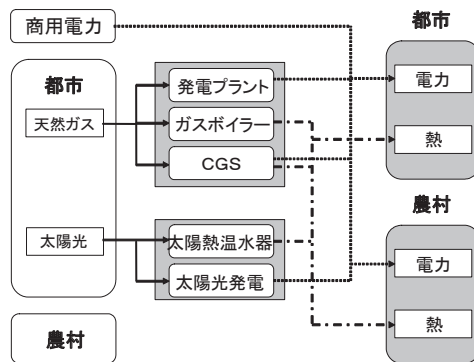 商用電力
都市
天然ガス
太陽光
農村
発電プラント
ガスボイラー
CGS
太陽熱温水器
太陽光発電
都市
電力
熱
農村
電力
熱